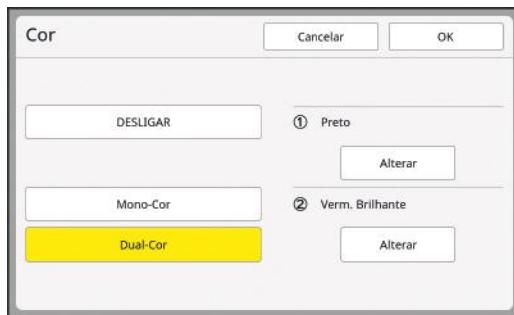 Cor
Cancelar
OK
DESLIGAR
① Preto
Alterar
Mono-Cor
② Verm. Brilhante
Dual-Cor
Alterar